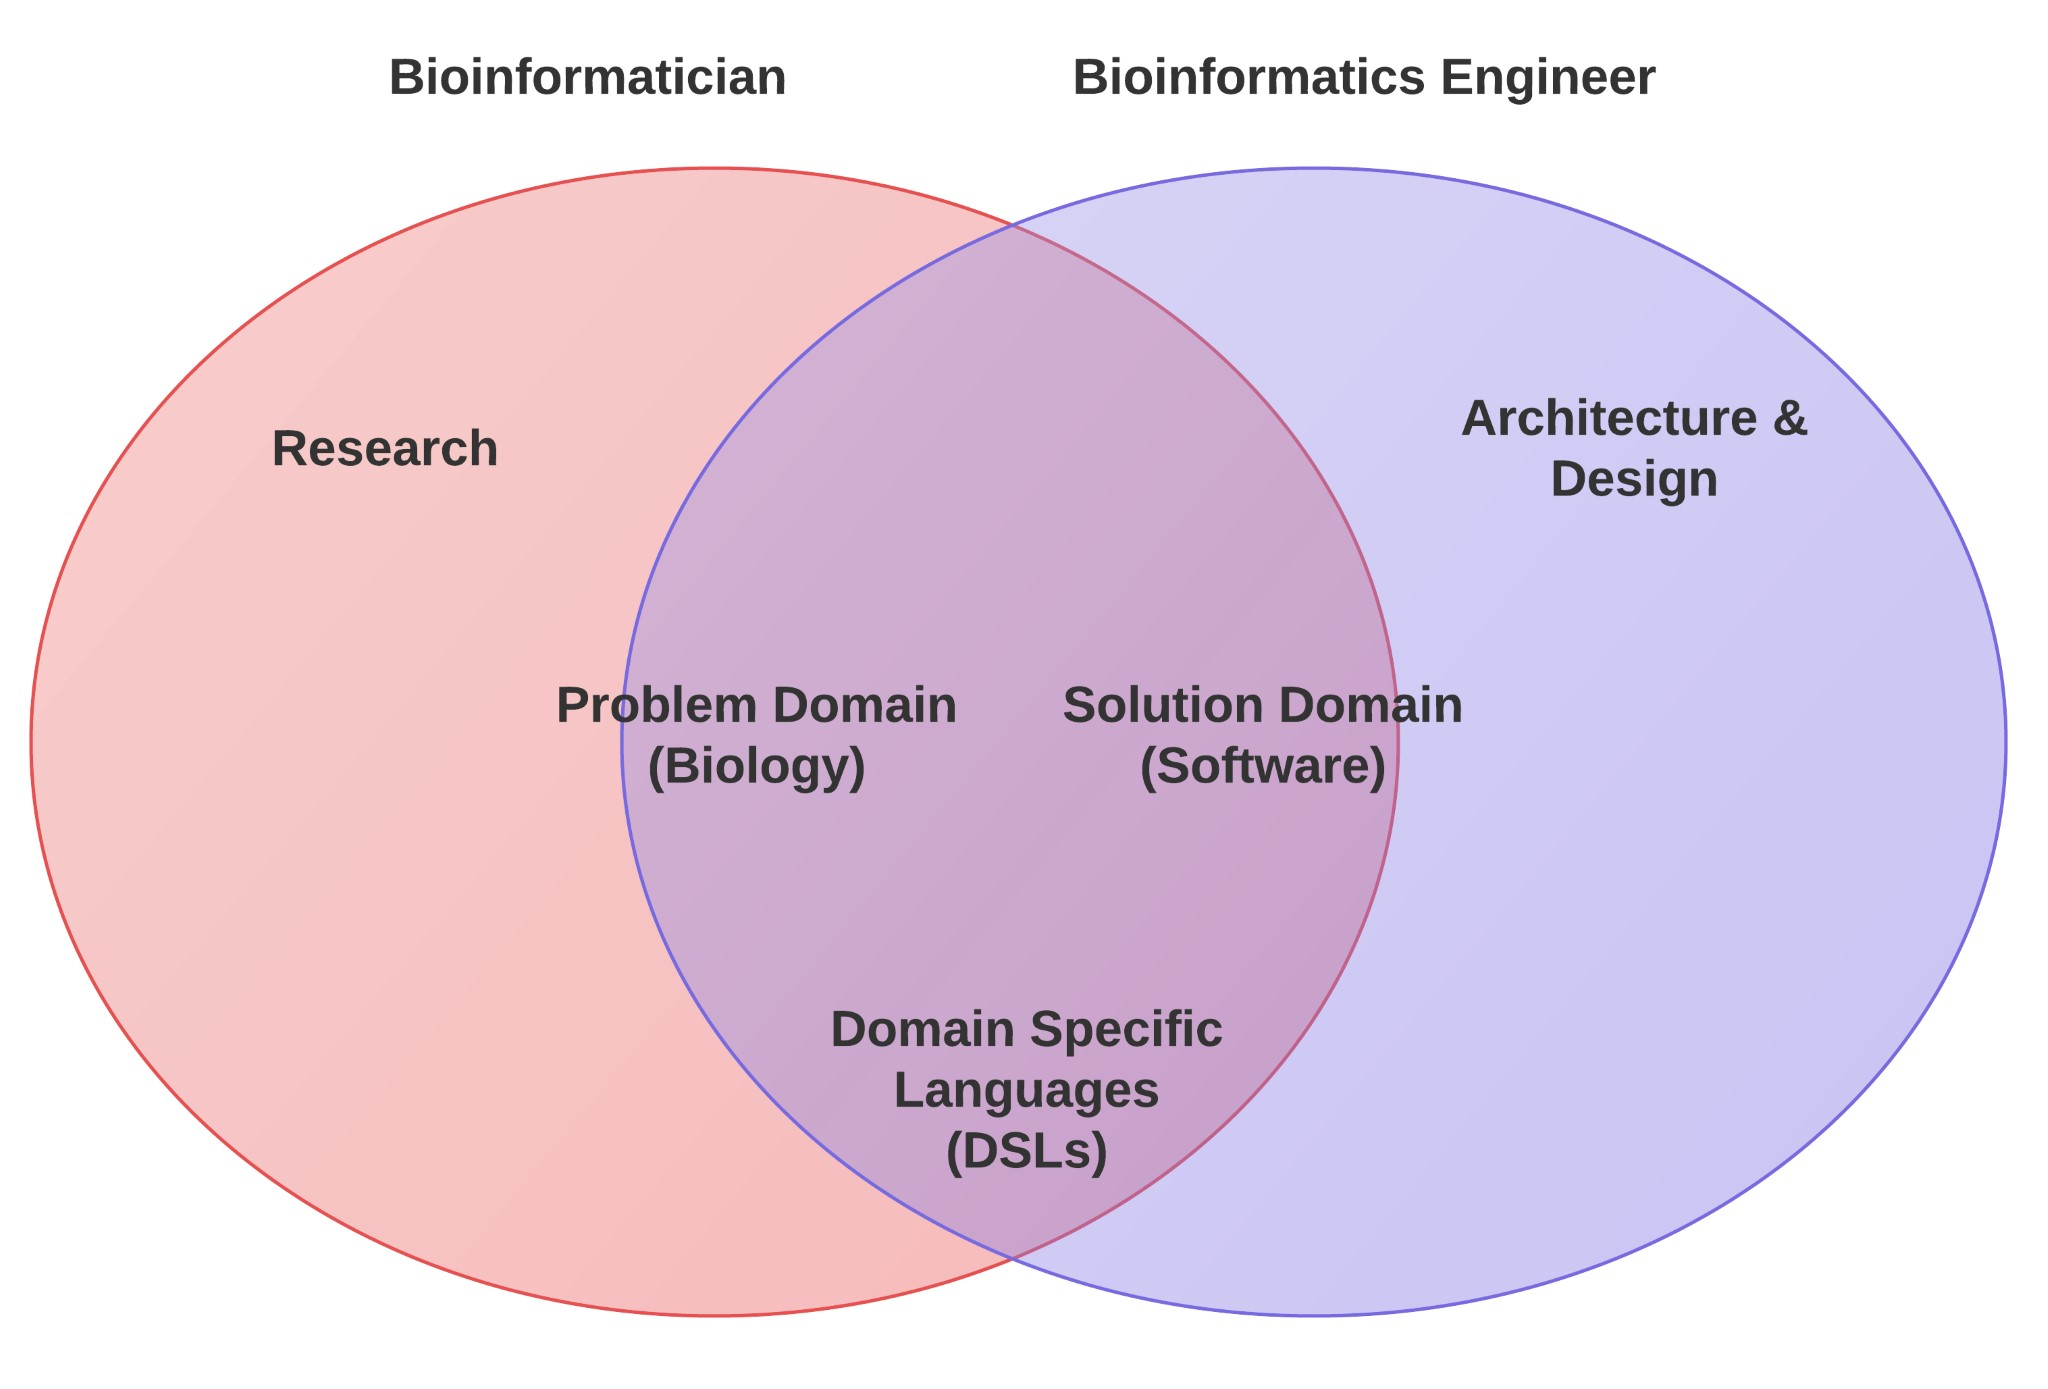 Bioinformatician
Bioinformatics Engineer
Research
Architecture &
Design
Problem Domain
(Biology)
Solution Domain
(Software)
Domain Specific
Languages
(DSLs)